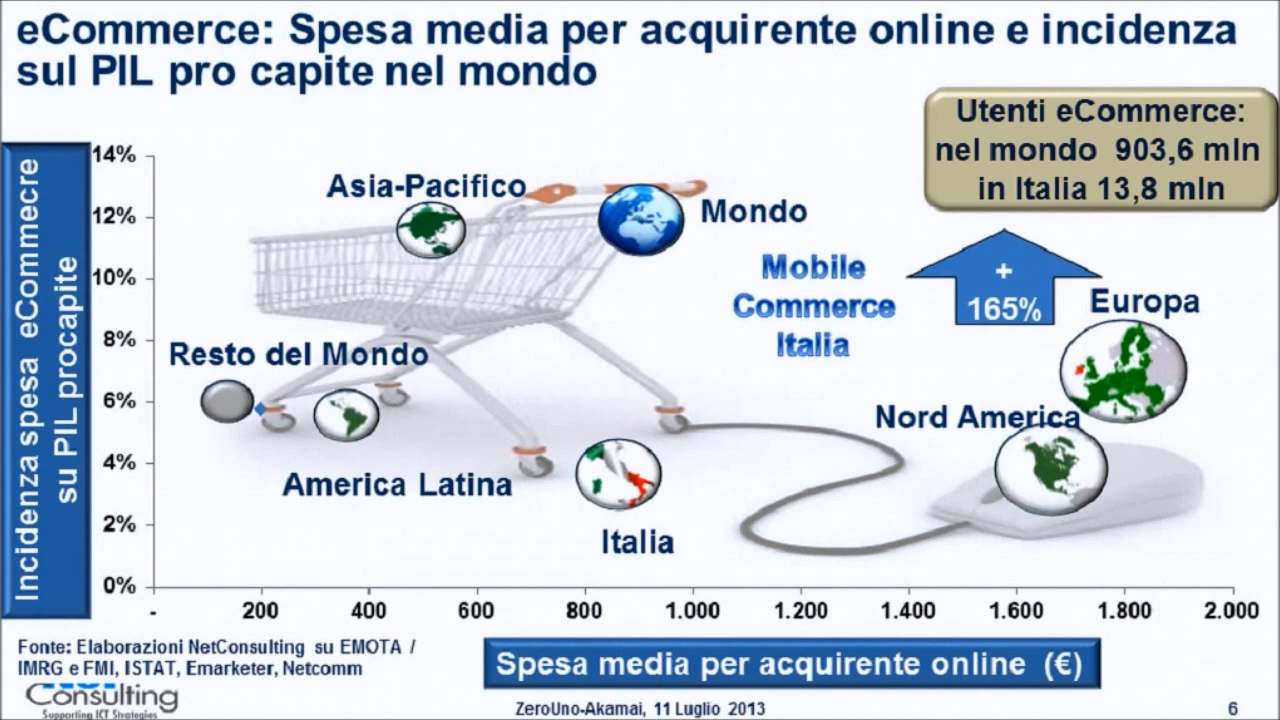 eCommerce: Spesa media per acquirente online e incidenza
sul PIL pro capite nel mondo
Utenti eCommerce:
nel mondo 903,6 mln
in Italia 13,8 mln
Incidenza spesa eCommecre
su PIL procapite
14%
12%
10%
8%
6%
4%
2%
0%
Asia-Pacifico
Mondo
Mobile
Commerce
Italia
+
165%
Europa
Resto del Mondo
Nord America
America Latina
Italia
-
200
400
600
800
1.000
1.200
1.400
1.600
1.800
2.000
Spesa media per acquirente online (€)
Fonte: Elaborazioni NetConsulting su EMOTA /
IMRG e FMI, ISTAT, Emarketer, Netcomm
Consulting
Supporting ICT Strategies
ZeroUno-Akamai, 11 Luglio 2013
6